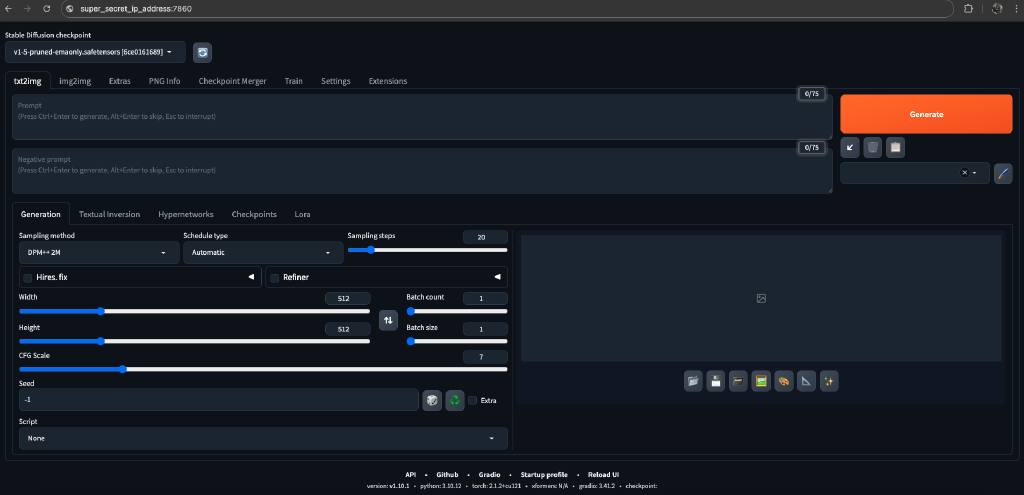 super_secret_ip_address:7860
Stable Diffusion checkpoint
v1-5-pruned-emaonly.safetensors [6ce0161689]
txt2img img2img Extras PNG Info Checkpoint Merger Train Settings Extensions
0/75
Prompt
(Press Ctrl+Enter to generate, Alt+Enter to skip, Esc to interrupt)
Generate
0/75
Negative prompt
(Press Ctrl+Enter to generate, Alt+Enter to skip, Esc to interrupt)
Generation Textual Inversion Hypernetworks Checkpoints Lora
Sampling method Schedule type Sampling steps 20
DPM++ 2M Automatic
Hires. fix Refiner
Width 512 Batch count 1
Height 512 Batch size 1
CFG Scale 7
Seed
-1 Extra
Script
None
API • Github • Gradio • Startup profile • Reload UI
version: v1.10.1 • python: 3.10.12 • torch: 2.1.2+cu121 • xformers: N/A • gradio: 3.41.2 • checkpoint: